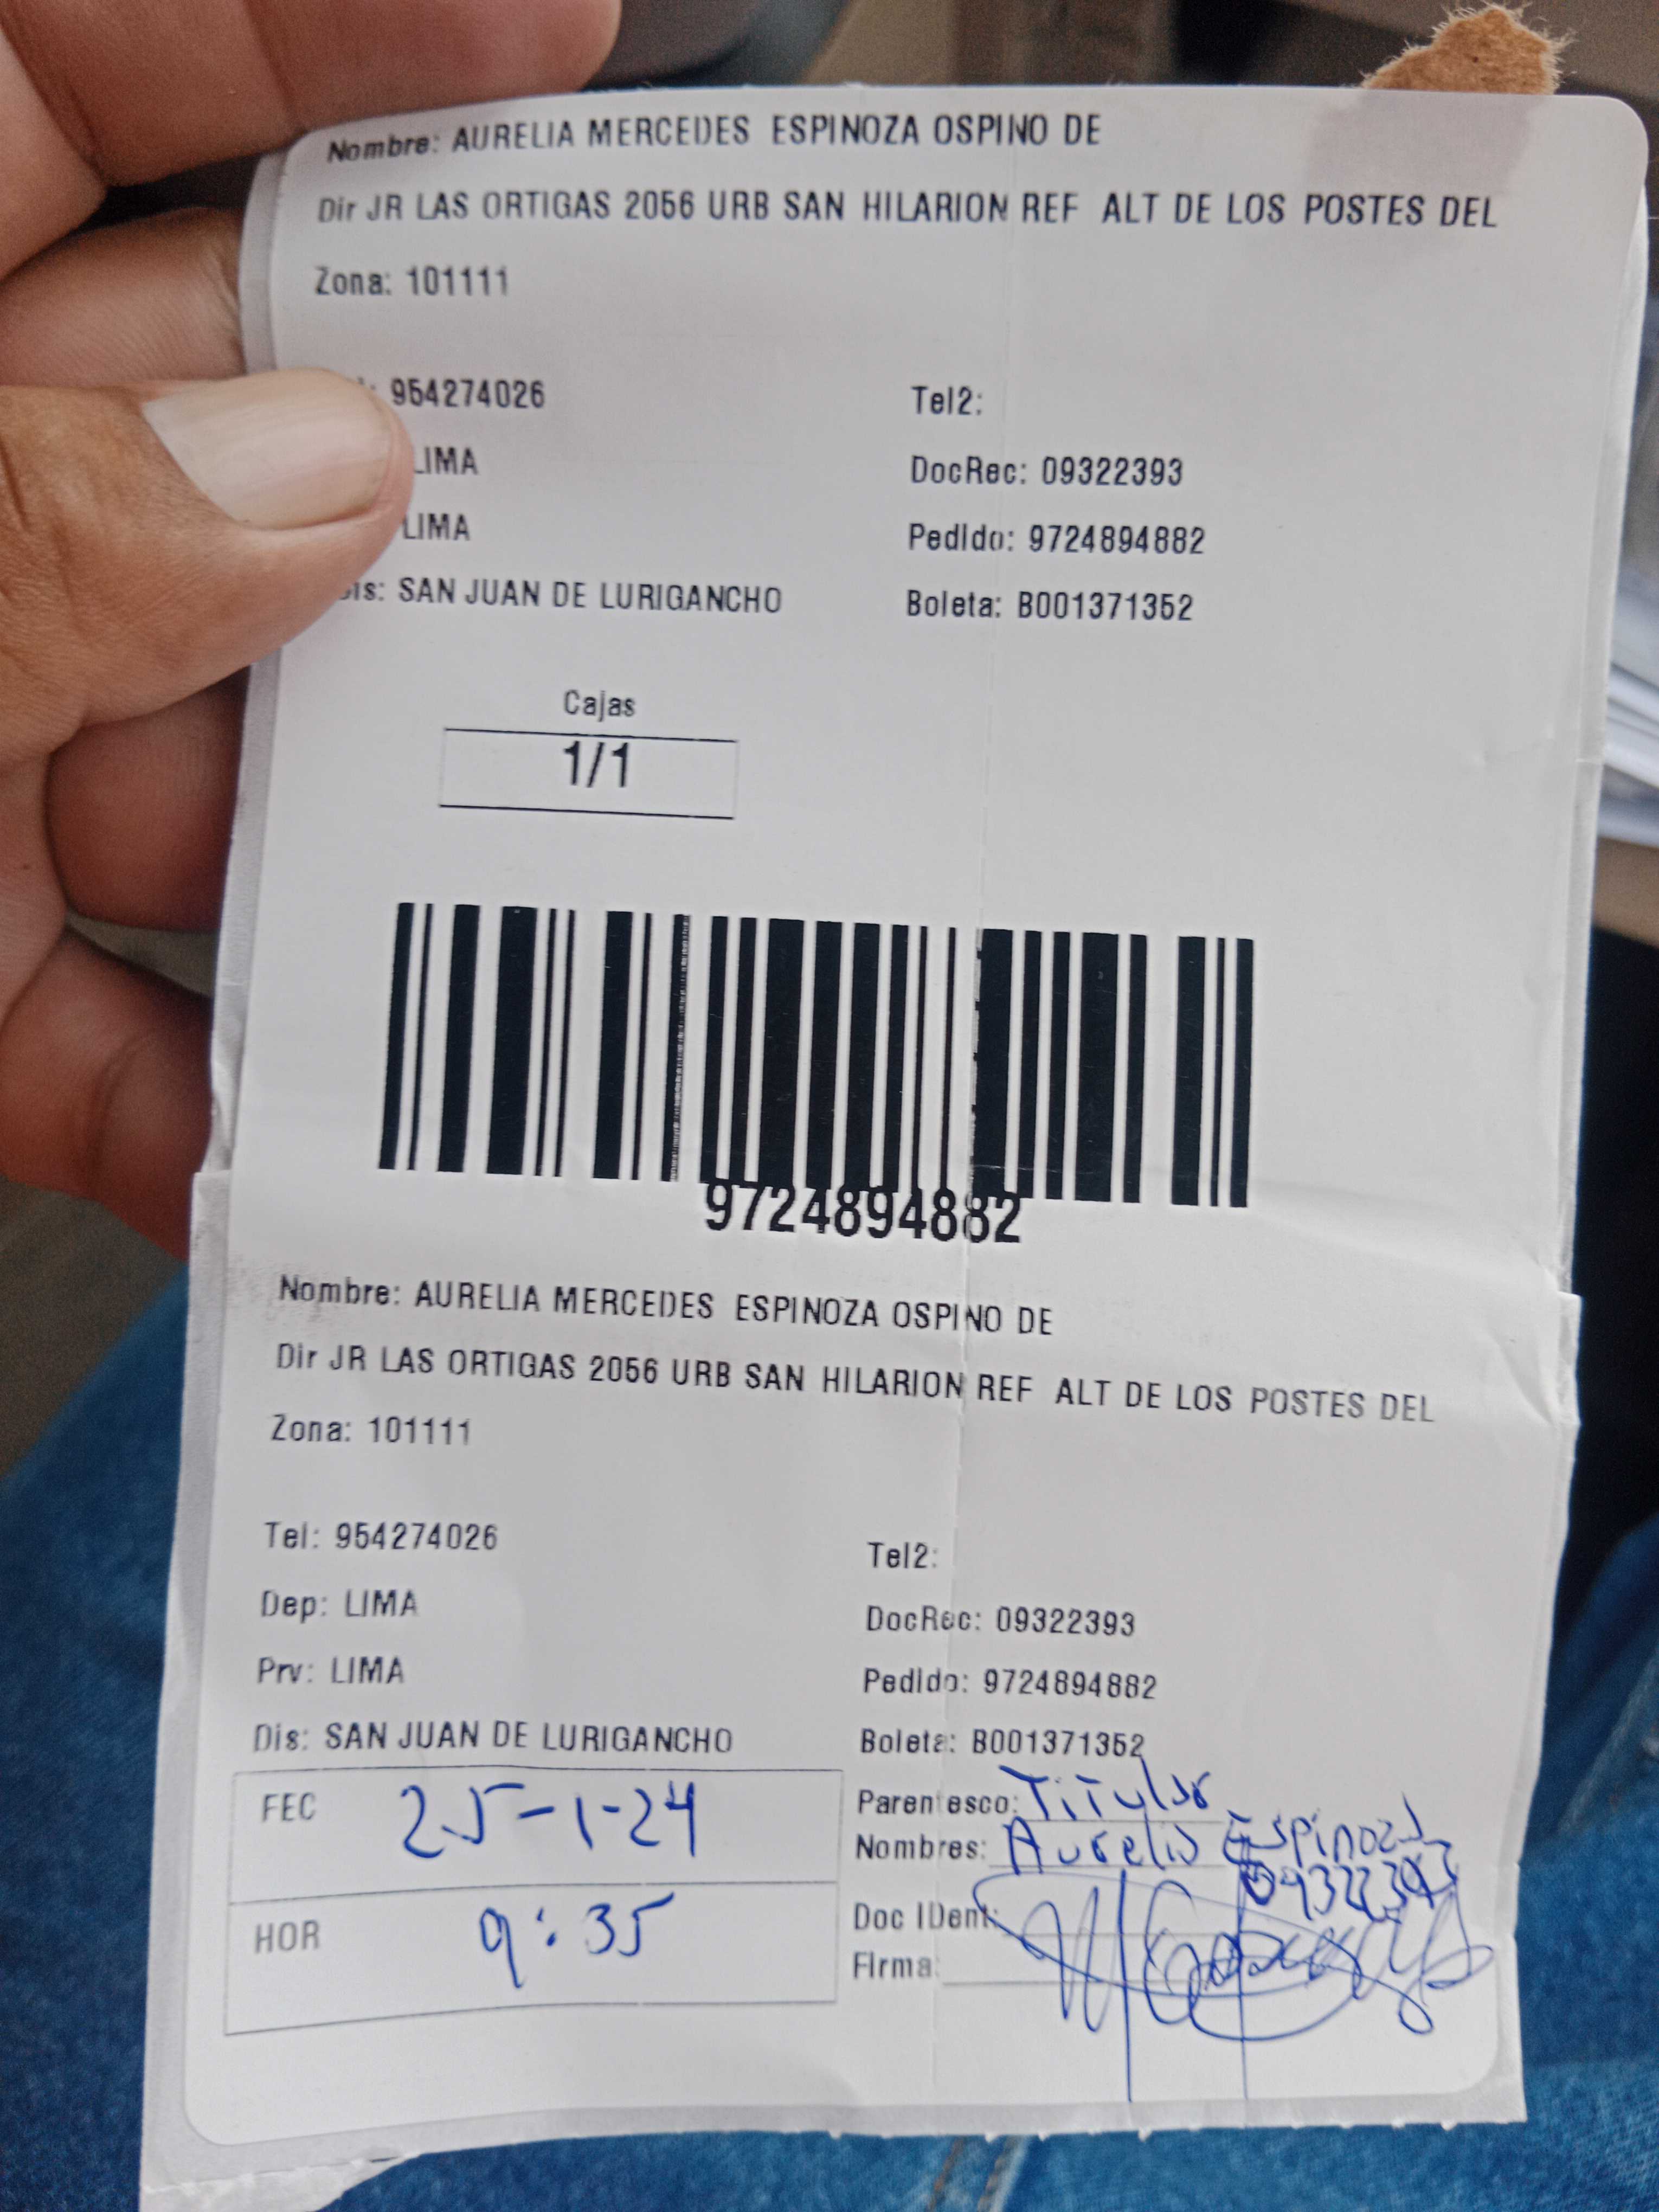 Nombre: AURELIA MERCEDES ESPINOZA OSPINO DE
Dir JR LAS ORTIGAS 2056 URB SAN HILARION REF ALT DE LOS POSTES DEL
Zona: 101111
954274026
Tel2:
LIMA
DocRec: 09322393
LIMA
Pedido: 9724894882
Dis: SAN JUAN DE LURIGANCHO
Boleta: B001371352
Cajas
1/1
9724894882
Nombre: AURELIA MERCEDES ESPINOZA OSPINO DE
Dir JR LAS ORTIGAS 2056 URB SAN HILARION REF ALT DE LOS POSTES DEL
Zona: 101111
Tel: 954274026
Tel2:
Dep: LIMA
DocRec: 09322393
Prv: LIMA
Pedido: 9724894882
Dis: SAN JUAN DE LURIGANCHO
Boleta: B001371352
FEC 25-1-24
Parentesco: Titular
Nombres: Aurelia Espinoza
09322393
HOR 9:35
Doc IDent:
Firma: